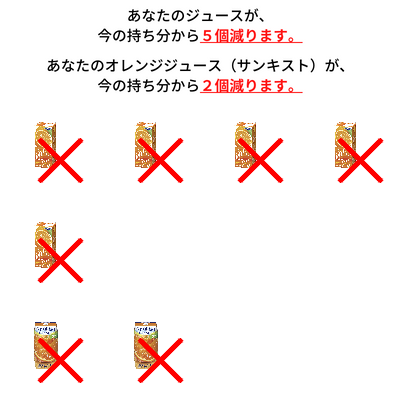 あなたのジュースが、
今の持ち分から５個減ります。
あなたのオレンジジュース（サンキスト）が、
今の持ち分から２個減ります。